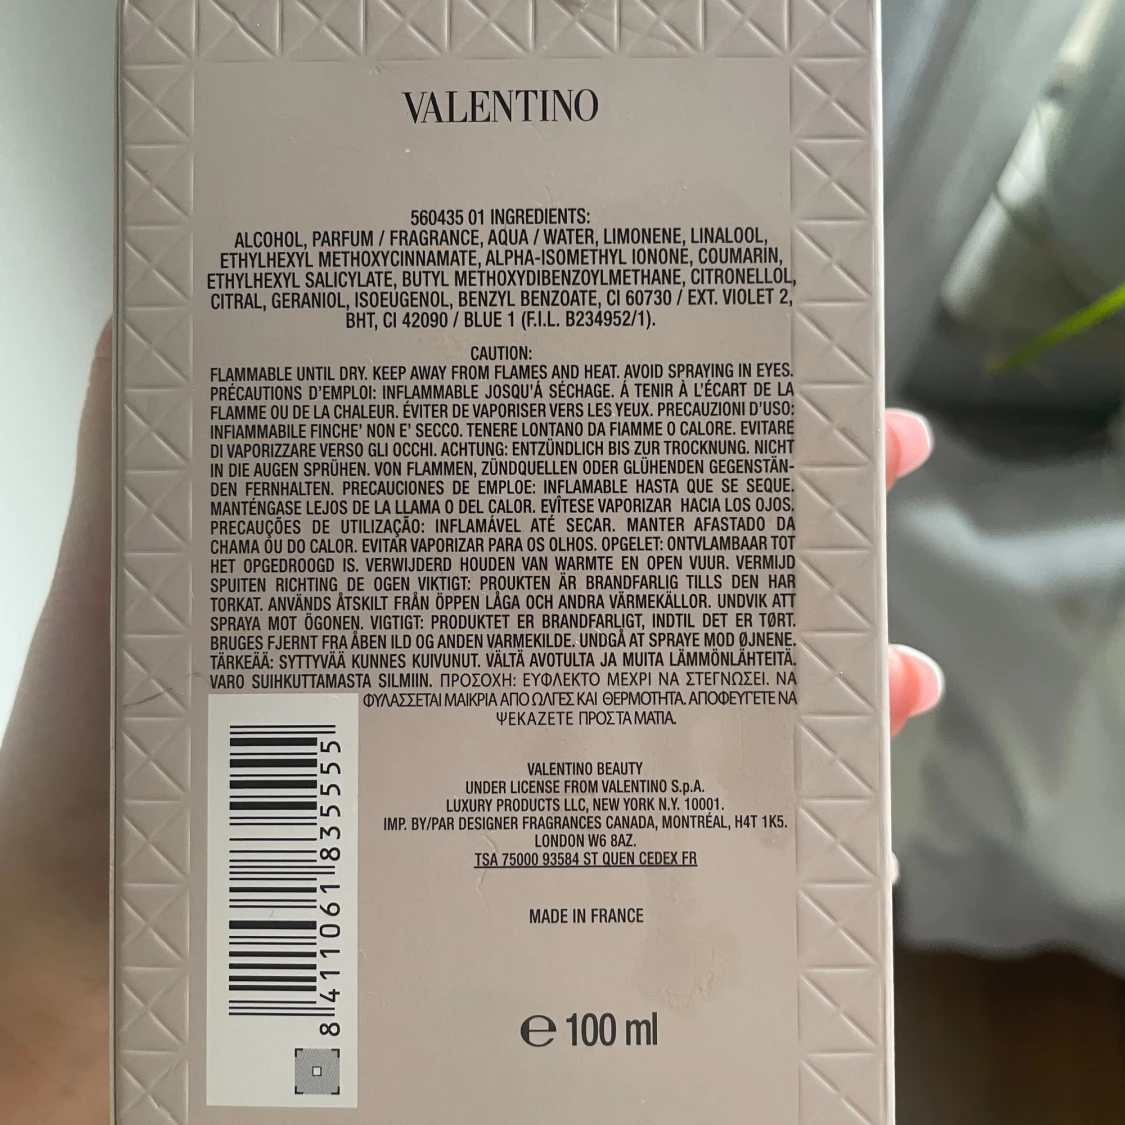 VALENTINO
560435 01 INGREDIENTS:
ALCOHOL, PARFUM / FRAGRANCE, AQUA / WATER, LIMONENE, LINALOOL,
ETHYLHEXYL METHOXYCINNAMATE, ALPHA-ISOMETHYL IONONE, COUMARIN,
ETHYLHEXYL SALICYLATE, BUTYL METHOXYDIBENZOYLMETHANE, CITRONELLOL,
CITRAL, GERANIOL, ISOEUGENOL, BENZYL BENZOATE, CI 60730 / EXT. VIOLET 2,
BHT, CI 42090 / BLUE 1 (F.I.L. B234952/1).
CAUTION:
FLAMMABLE UNTIL DRY. KEEP AWAY FROM FLAMES AND HEAT. AVOID SPRAYING IN EYES.
PRÉCAUTIONS D'EMPLOI: INFLAMMABLE JOSQU'Á SÉCHAGE. Á TENIR À L'ÉCART DE LA
FLAMME OU DE LA CHALEUR. ÉVITER DE VAPORISER VERS LES YEUX. PRECAUZIONI D'USO:
INFIAMMABILE FINCHE' NON E' SECCO. TENERE LONTANO DA FIAMME O CALORE. EVITARE
DI VAPORIZZARE VERSO GLI OCCHI. ACHTUNG: ENTZÜNDLICH BIS ZUR TROCKNUNG. NICHT
IN DIE AUGEN SPRÜHEN. VON FLAMMEN, ZÜNDQUELLEN ODER GLÜHENDEN GEGENSTÄN-
DEN FERNHALTEN. PRECAUCIONES DE EMPLOE: INFLAMABLE HASTA QUE SE SEQUE.
MANTÉNGASE LEJOS DE LA LLAMA O DEL CALOR. EVÎTESE VAPORIZAR HACIA LOS OJOS.
PRECAUÇÕES DE UTILIZAÇÃO: INFLAMÁVEL ATÉ SECAR. MANTER AFASTADO DA
CHAMA OU DO CALOR. EVITAR VAPORIZAR PARA OS OLHOS. OPGELET: ONTVLAMBAAR TOT
HET OPGEDROOGD IS. VERWIJDERD HOUDEN VAN WARMTE EN OPEN VUUR. VERMIJD
SPUITEN RICHTING DE OGEN VIKTIGT: PROUKTEN ÄR BRANDFARLIG TILLS DEN HAR
TORKAT. ANVÄNDS ÅTSKILT FRÅN ÖPPEN LÅGA OCH ANDRA VÄRMEKÄLLOR. UNDVIK ATT
SPRAYA MOT ÖGONEN. VIGTIGT: PRODUKTET ER BRANDFARLIGT, INDTIL DET ER TØRT.
BRUGES FJERNT FRA ÅBEN ILD OG ANDEN VARMEKILDE. UNDGÅ AT SPRAYE MOD ØJNENE.
TÄRKEÄÄ: SYTTYVÄÄ KUNNES KUIVUNUT. VÄLTÄ AVOTULTA JA MUITA LÄMMÖNLÄHTEITÄ.
VARO SUIHKUTTAMASTA SILMIIN. ΠΡΟΣΟΧΗ: ΕΥΦΛΕΚΤΟ ΜΕΧΡΙ ΝΑ ΣΤΕΓΝΩΣΕΙ. ΝΑ
ΦΥΛΑΣΣΕΤΑΙ ΜΑΙΚΡΙΑ ΑΠΟ ΩΛΓΕΣ ΚΑΙ ΘΕΡΜΟΤΗΤΑ. ΑΠΟΦΕΥΓΕΤΕ ΝΑ
ΨΕΚΑΖΕΤΕ ΠΡΟΣ ΤΑ ΜΑΤΙΑ.
VALENTINO BEAUTY
UNDER LICENSE FROM VALENTINO S.p.A.
LUXURY PRODUCTS LLC, NEW YORK N.Y. 10001.
IMP. BY/PAR DESIGNER FRAGRANCES CANADA, MONTRÉAL, H4T 1K5.
LONDON W6 8AZ.
TSA 75000 93584 ST QUEN CEDEX FR
MADE IN FRANCE
℮ 100 ml
8 411061 835555